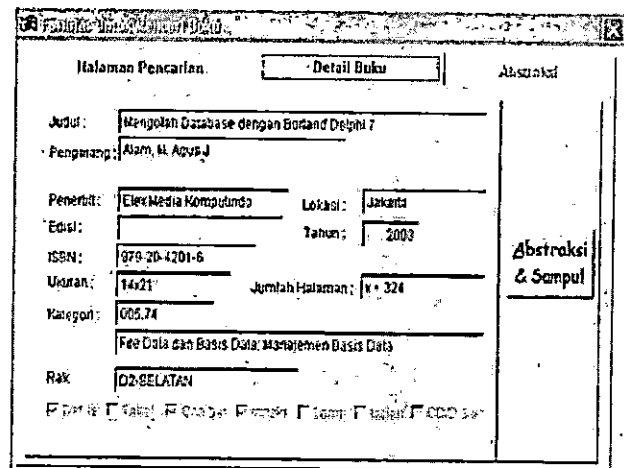 Halaman Pencarian Detail Buku Abstraksi
Judul : Mengolah Database dengan Borland Delphi 7
Pengarang : Alam, M. Agus J
Penerbit : Elex Media Komputindo Lokasi : Jakarta
Edisi : Tahun : 2003
ISBN : 979-20-4201-6
Ukuran : 14x21 Jumlah Halaman : x + 324
Kategori : 005.74
File Data dan Basis Data; Manajemen Basis Data
Rak D2-SELATAN
Abstraksi
& Sampul